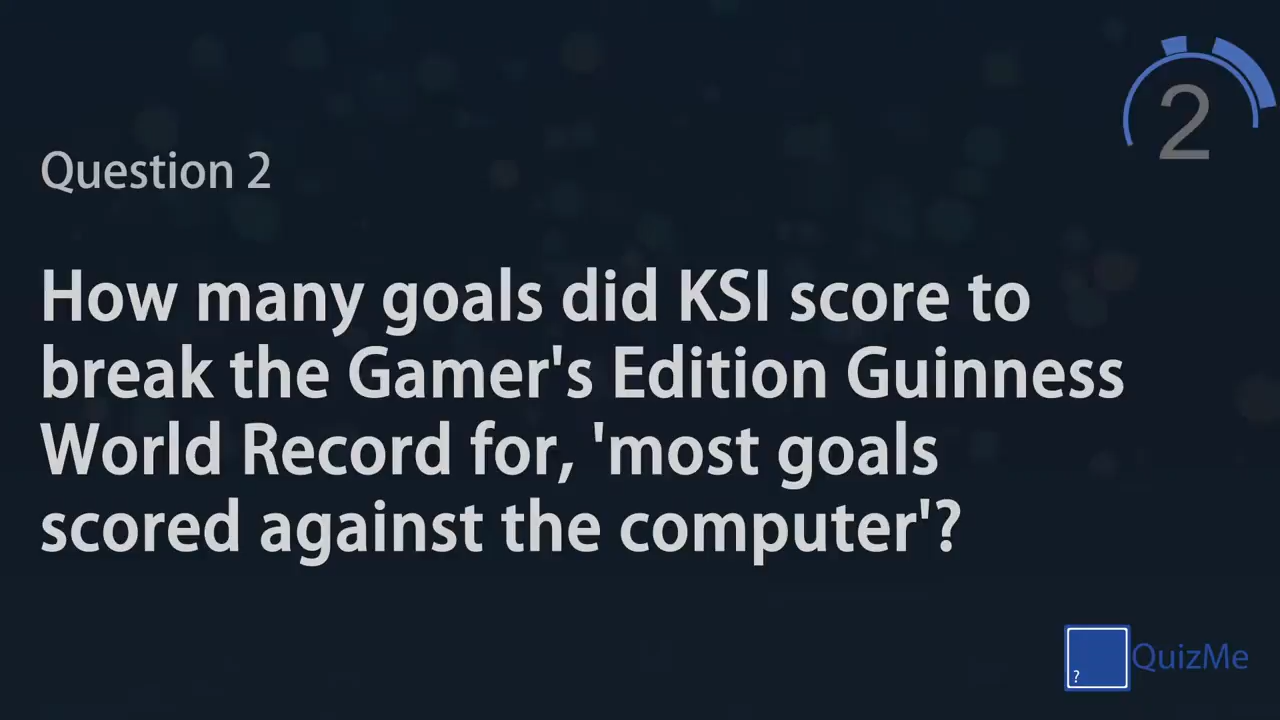 2
Question 2
How many goals did KSI score to
break the Gamer's Edition Guinness
World Record for, 'most goals
scored against the computer'?
?
QuizMe